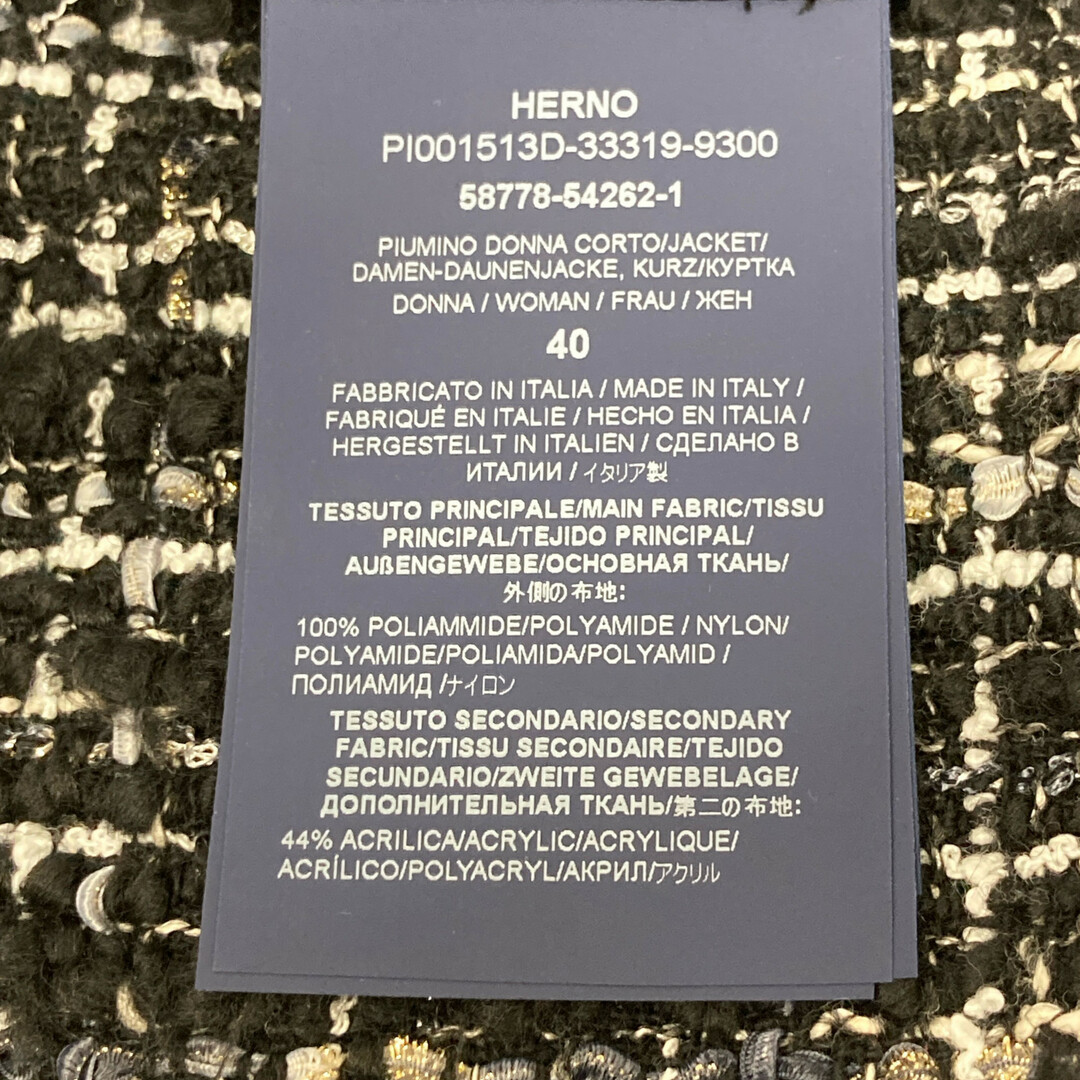 HERNO
PI001513D-33319-9300
58778-54262-1
PIUMINO DONNA CORTO/JACKET/
DAMEN-DAUNENJACKE, KURZ/КУРТКА
DONNA / WOMAN / FRAU / ЖЕН
40
FABBRICATO IN ITALIA / MADE IN ITALY /
FABRIQUÉ EN ITALIE / HECHO EN ITALIA /
HERGESTELLT IN ITALIEN / СДЕЛАНО В
ИТАЛИИ / イタリア製
TESSUTO PRINCIPALE/MAIN FABRIC/TISSU
PRINCIPAL/TEJIDO PRINCIPAL/
AUßENGEWEBE/ОСНОВНАЯ ТКАНЬ/
外側の布地:
100% POLIAMMIDE/POLYAMIDE / NYLON/
POLYAMIDE/POLIAMIDA/POLYAMID /
ПОЛИАМИД /ナイロン
TESSUTO SECONDARIO/SECONDARY
FABRIC/TISSU SECONDAIRE/TEJIDO
SECUNDARIO/ZWEITE GEWEBELAGE/
ДОПОЛНИТЕЛЬНАЯ ТКАНЬ/第二の布地:
44% ACRILICA/ACRYLIC/ACRYLIQUE/
ACRÍLICO/POLYACRYL/АКРИЛ/アクリル